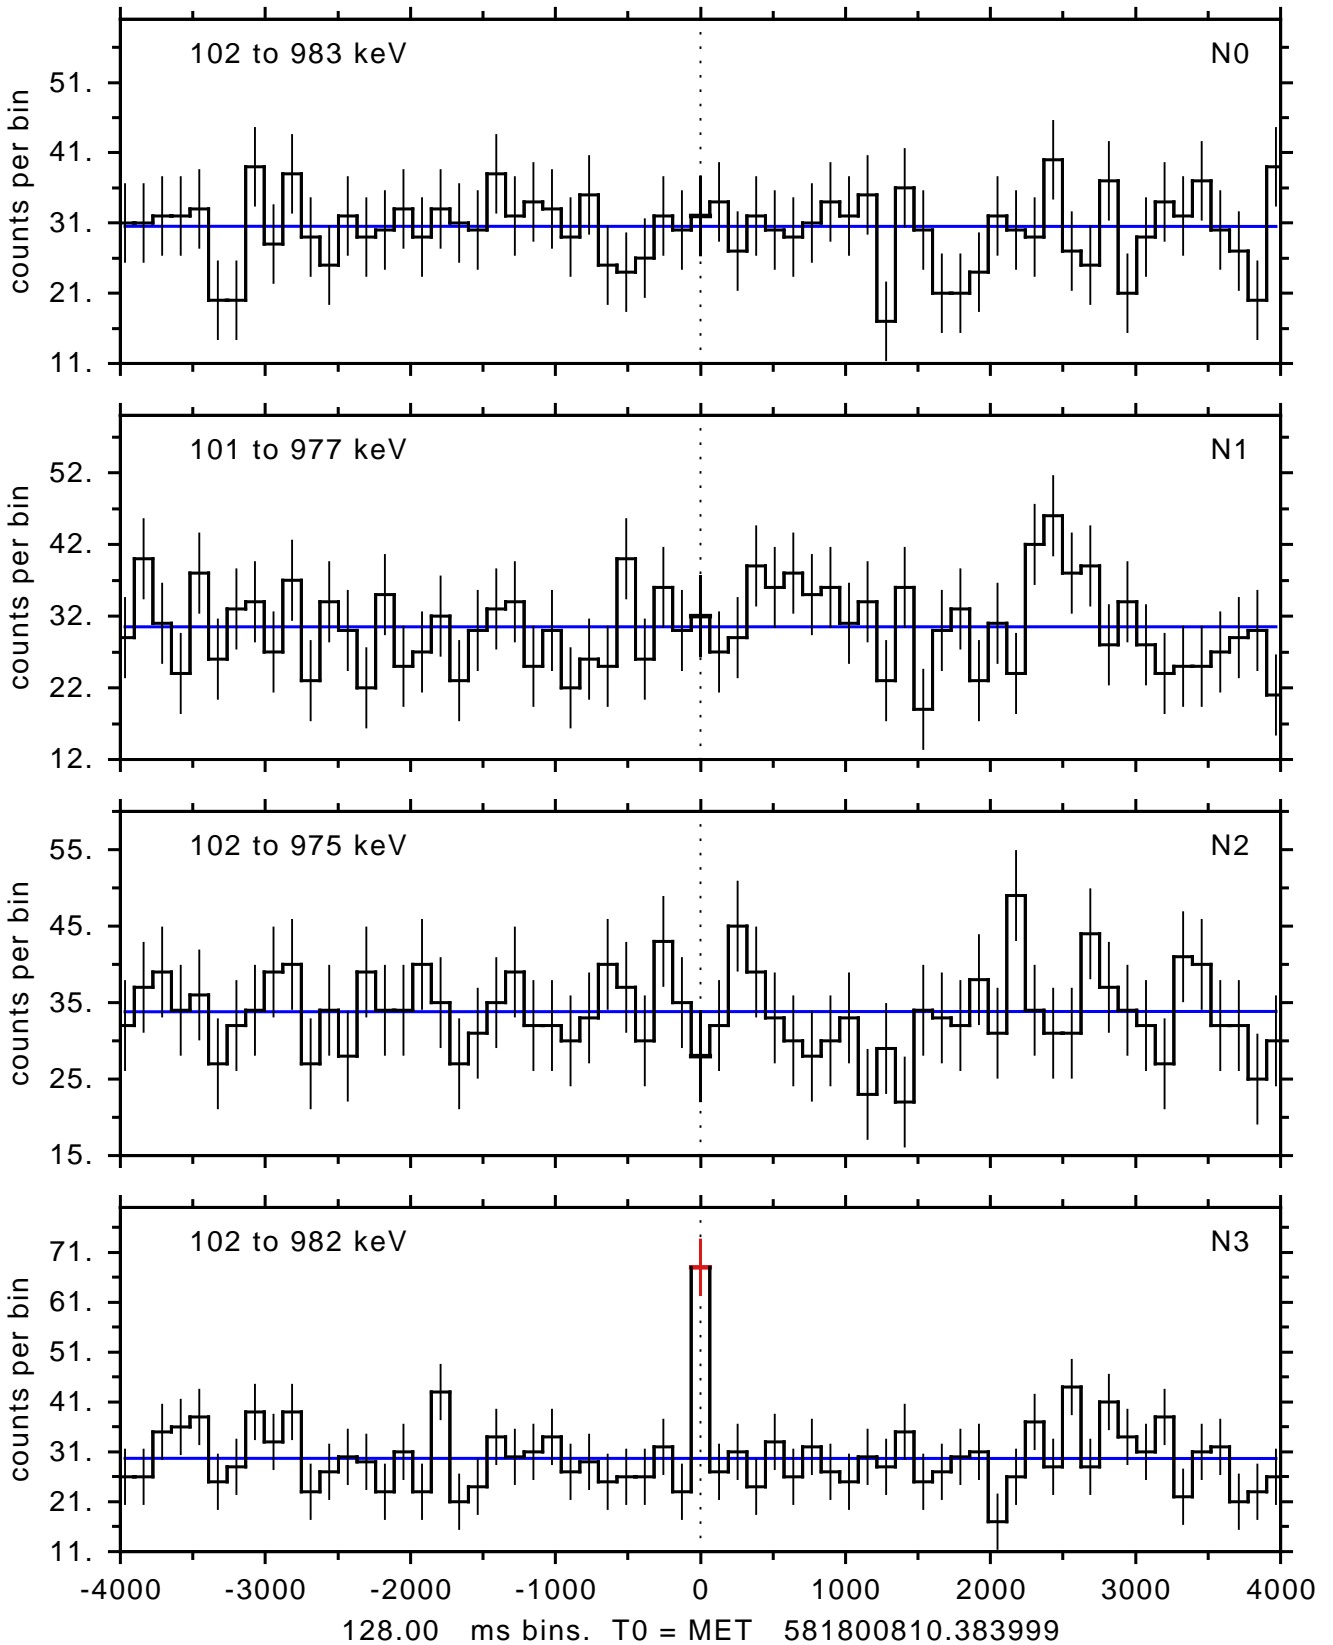 102 to 983 keV N0
51.
41.
31.
21.
11.
counts per bin
101 to 977 keV N1
52.
42.
32.
22.
12.
counts per bin
102 to 975 keV N2
55.
45.
35.
25.
15.
counts per bin
102 to 982 keV N3
71.
61.
51.
41.
31.
21.
11.
counts per bin
-4000 -3000 -2000 -1000 0 1000 2000 3000 4000
128.00 ms bins. T0 = MET 581800810.383999